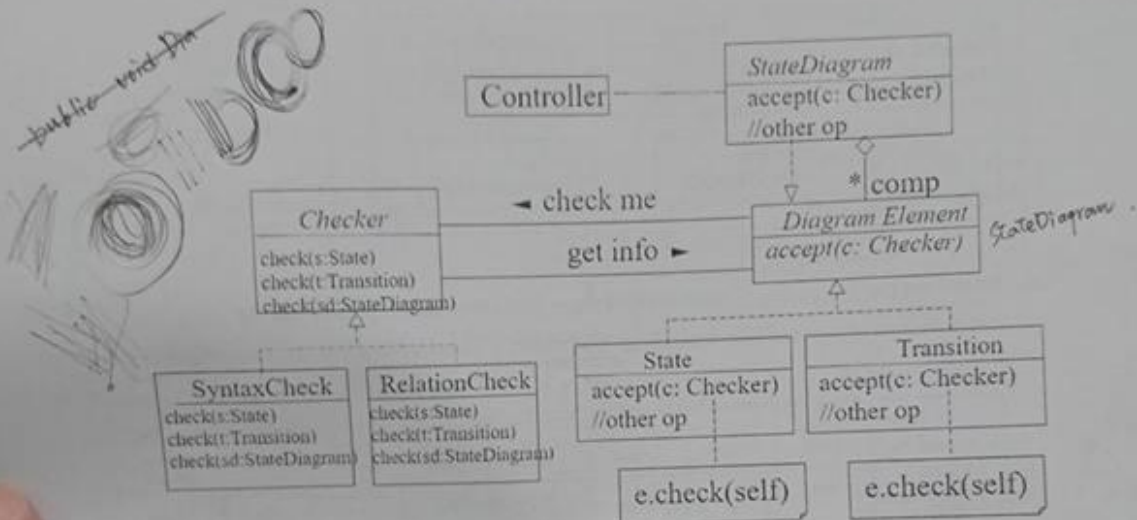 public void Dia
Controller
StateDiagram
accept(c: Checker)
//other op
* comp
◄ check me
get info ►
Checker
check(s:State)
check(t:Transition)
check(sd:StateDiagram)
Diagram Element
accept(c: Checker)
StateDiagram
SyntaxCheck
check(s:State)
check(t:Transition)
check(sd:StateDiagram)
RelationCheck
check(s:State)
check(t:Transition)
check(sd:StateDiagram)
State
accept(c: Checker)
//other op
Transition
accept(c: Checker)
//other op
e.check(self)
e.check(self)